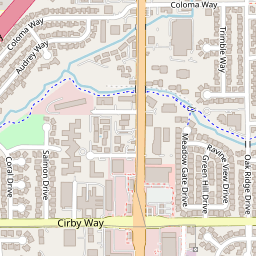 Coloma Way
Coloma Way
Trimble Way
Audrey Way
Ravine View Drive
Meadow Gate Drive
Green Hill Drive
Oak Ridge Drive
Salmon Drive
Coral Drive
Cirby Way